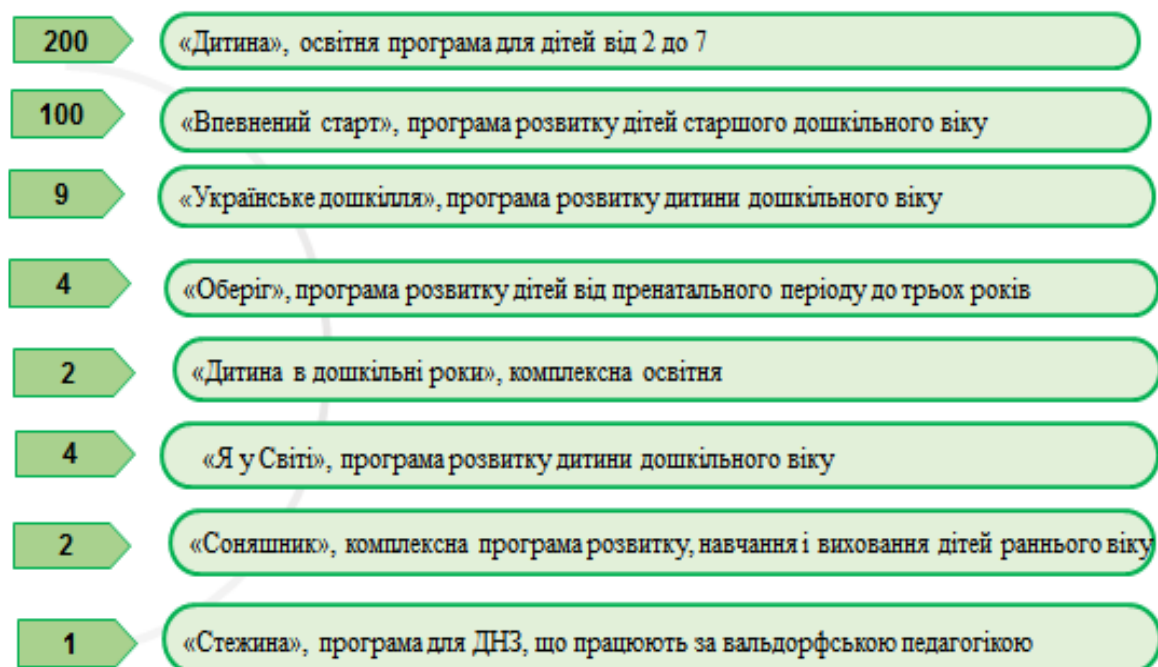 200 «Дитина», освітня програма для дітей від 2 до 7
100 «Впевнений старт», програма розвитку дітей старшого дошкільного віку
9 «Українське дошкілля», програма розвитку дитини дошкільного віку
4 «Оберіг», програма розвитку дітей від пренатального періоду до трьох років
2 «Дитина в дошкільні роки», комплексна освітня
4 «Я у Світі», програма розвитку дитини дошкільного віку
2 «Соняшник», комплексна програма розвитку, навчання і виховання дітей раннього віку
1 «Стежина», програма для ДНЗ, що працюють за вальдорфською педагогікою